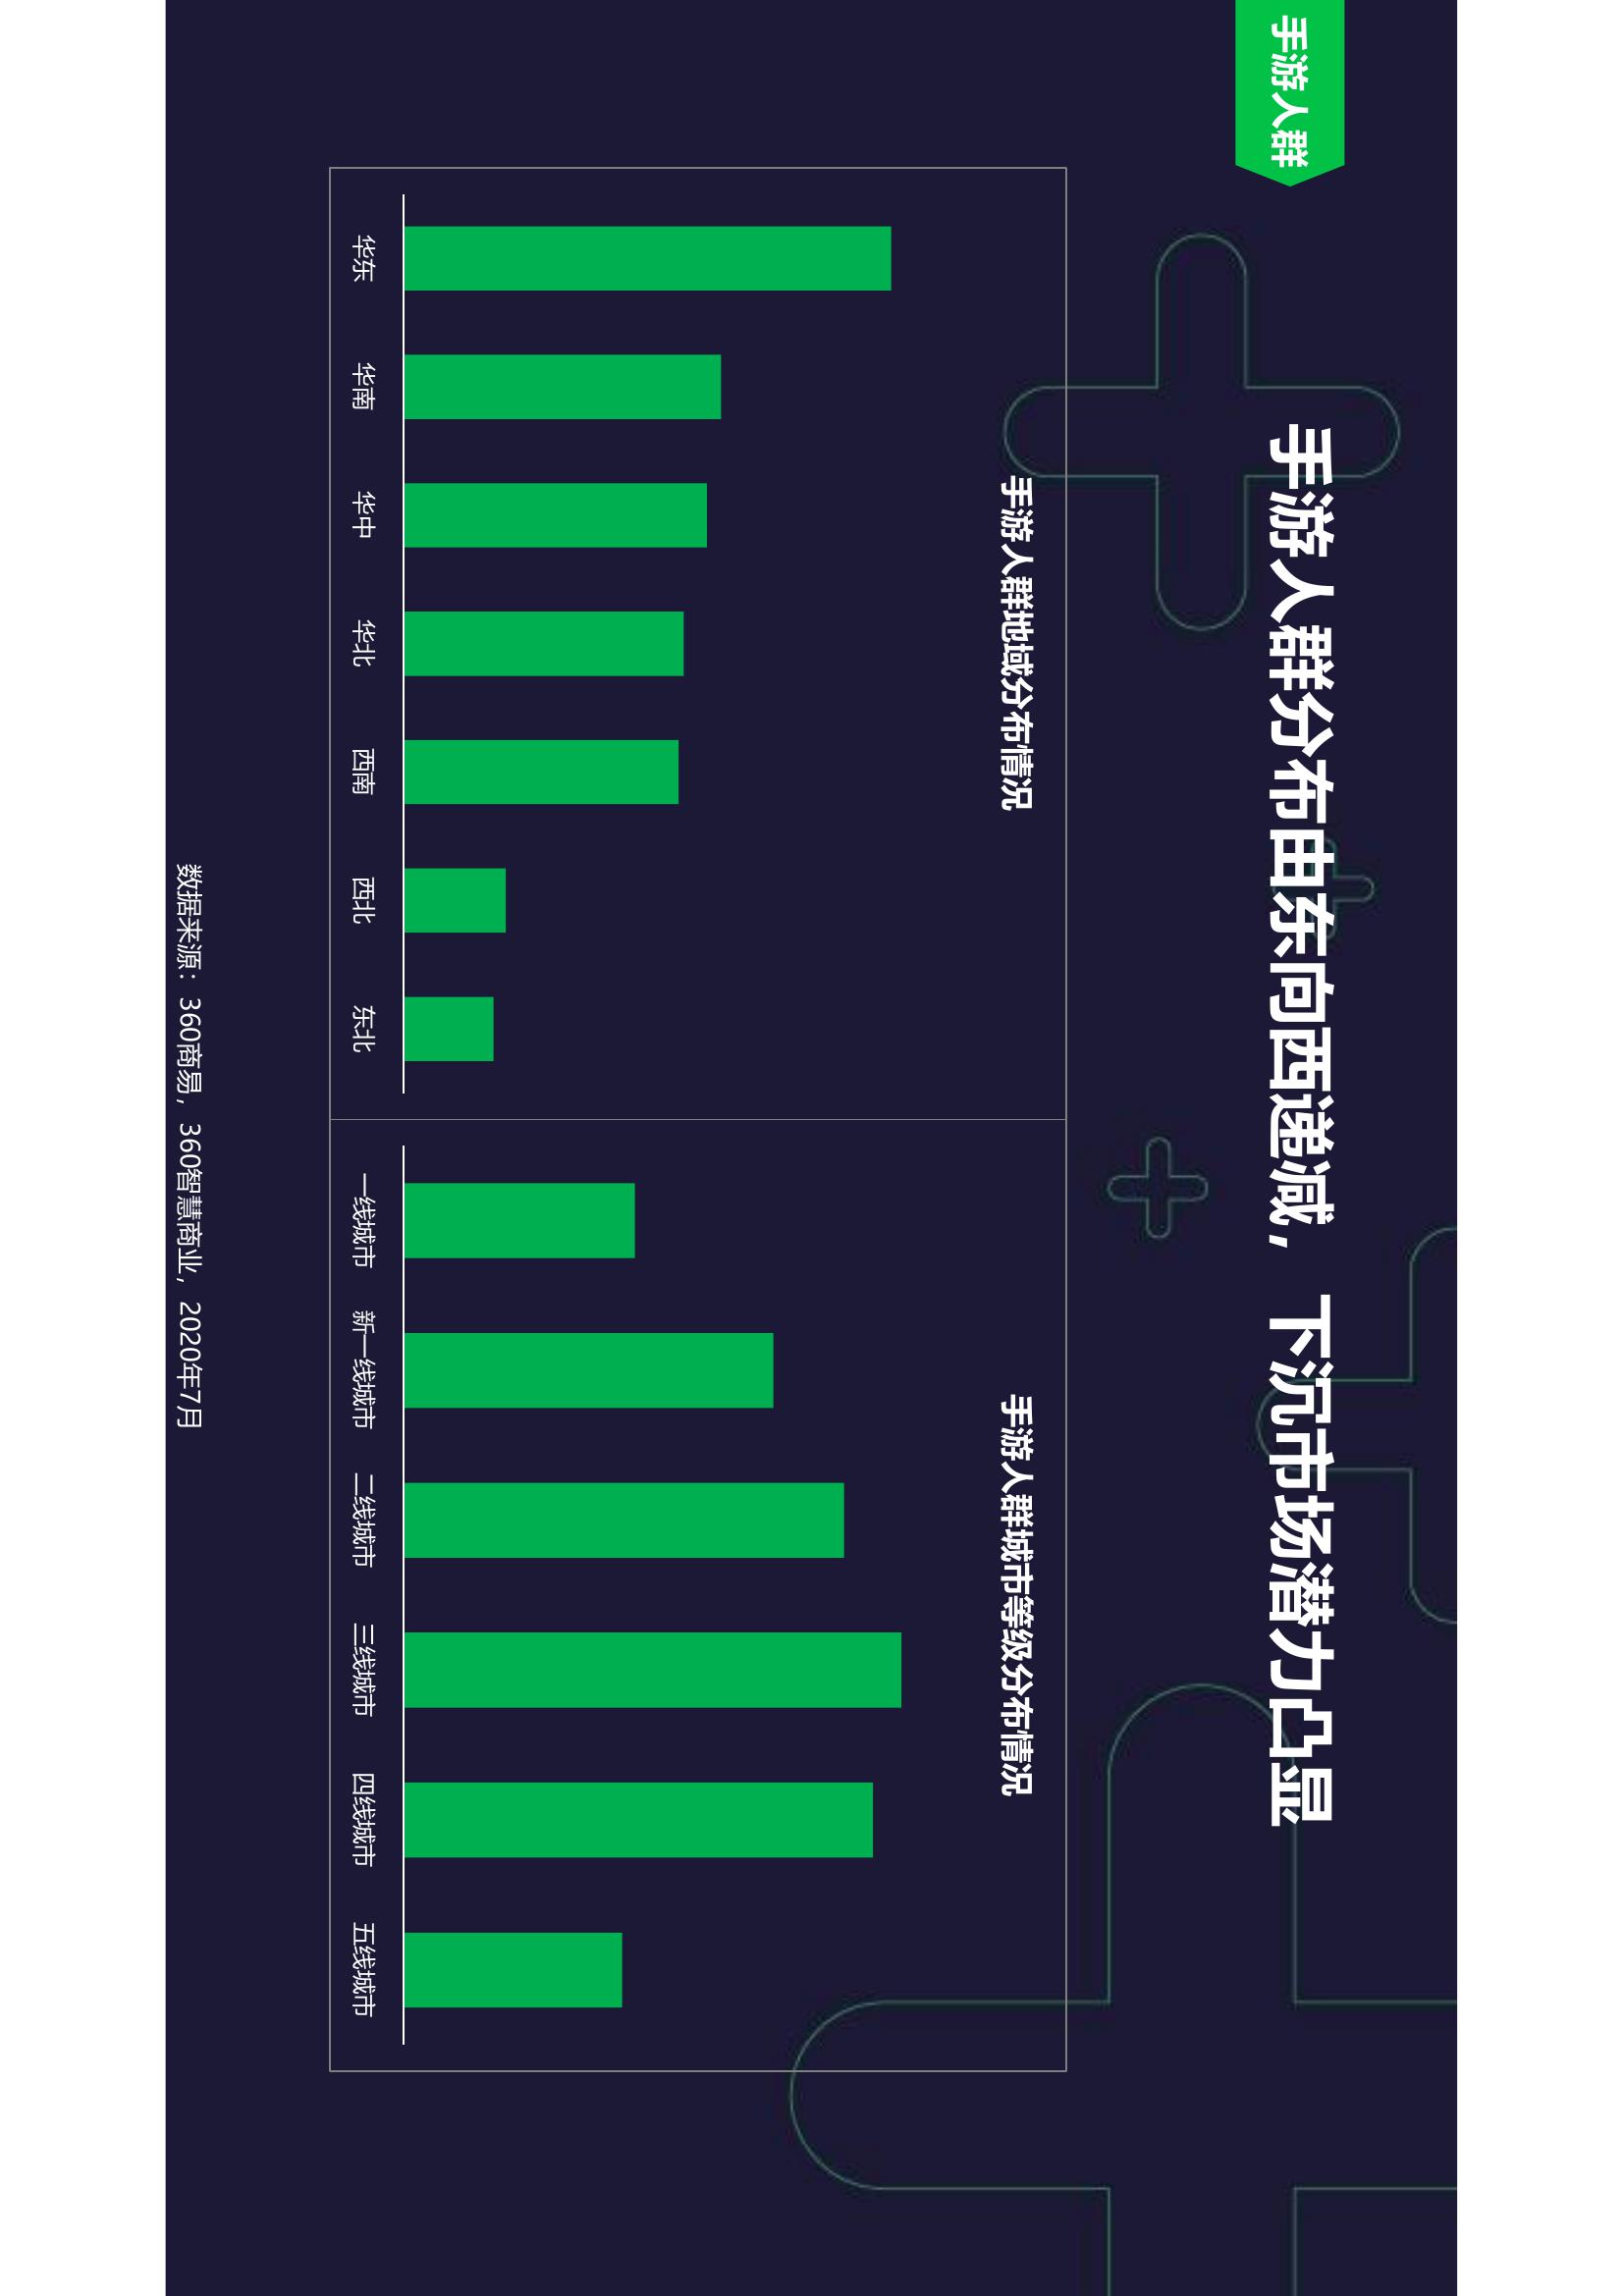 手游人群
手游人群分布由东向西递减，下沉市场潜力凸显
手游人群地域分布情况
华东
华南
华中
华北
西南
西北
东北
手游人群城市等级分布情况
一线城市
新一线城市
二线城市
三线城市
四线城市
五线城市
数据来源：360商易，360智慧商业，2020年7月